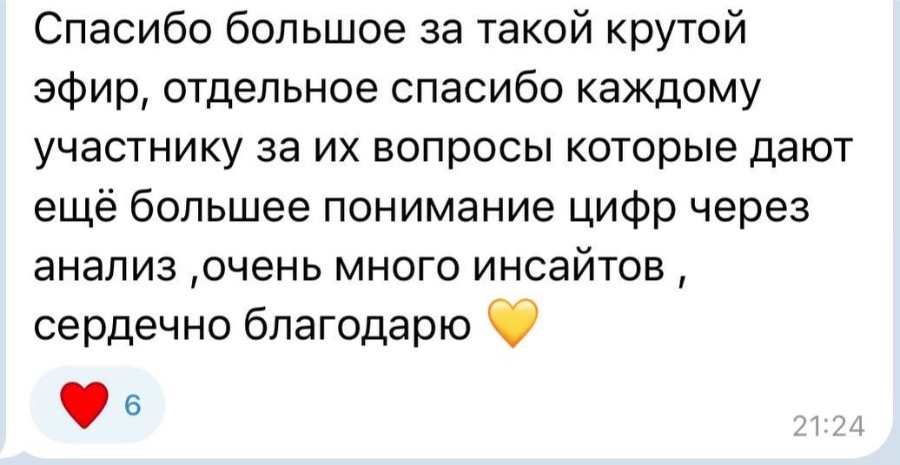 Спасибо большое за такой крутой
эфир, отдельное спасибо каждому
участнику за их вопросы которые дают
ещё большее понимание цифр через
анализ ,очень много инсайтов ,
сердечно благодарю 💛
❤️ 6
21:24